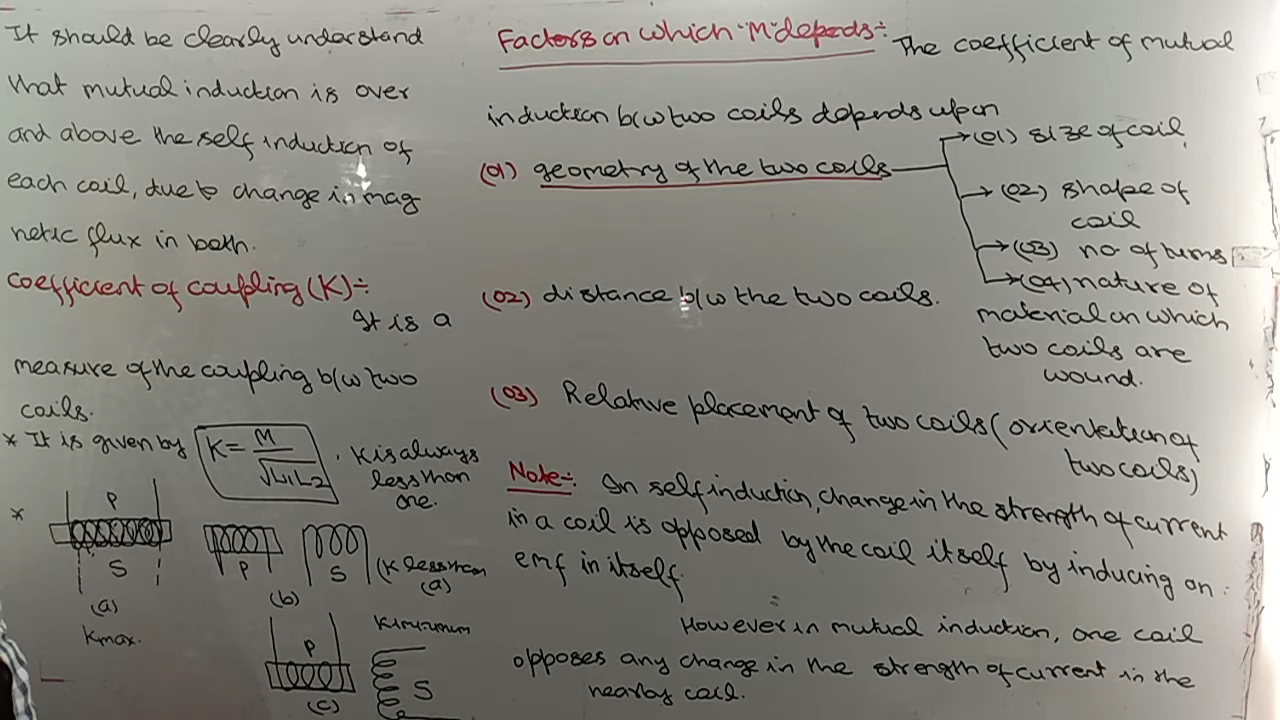 It should be clearly understand
that mutual induction is over
and above the self induction of
each coil, due to change in mag
netic flux in both.
Coefficient of coupling (K) :-
It is a
measure of the coupling b/w two
coils.
* It is given by K = M / √L1L2 . K is always
less than
one.
*
P
S
(a)
Kmax.
P
S
(b)
(K less than
(a)
K minimum
P
S
(c)
Factors on which "M" depends :- The coefficient of mutual
induction b/w two coils depends upon
(01) geometry of the two coils
(01) size of coil
(02) shape of
coil
(03) no. of turns
(04) nature of
material on which
two coils are
wound.
(02) distance b/w the two coils.
(03) Relative placement of two coils (orientation of
two coils)
Note:- In self induction, change in the strength of current
in a coil is opposed by the coil itself by inducing an
emf in itself.
However in mutual induction, one coil
opposes any change in the strength of current in the
nearby coil.